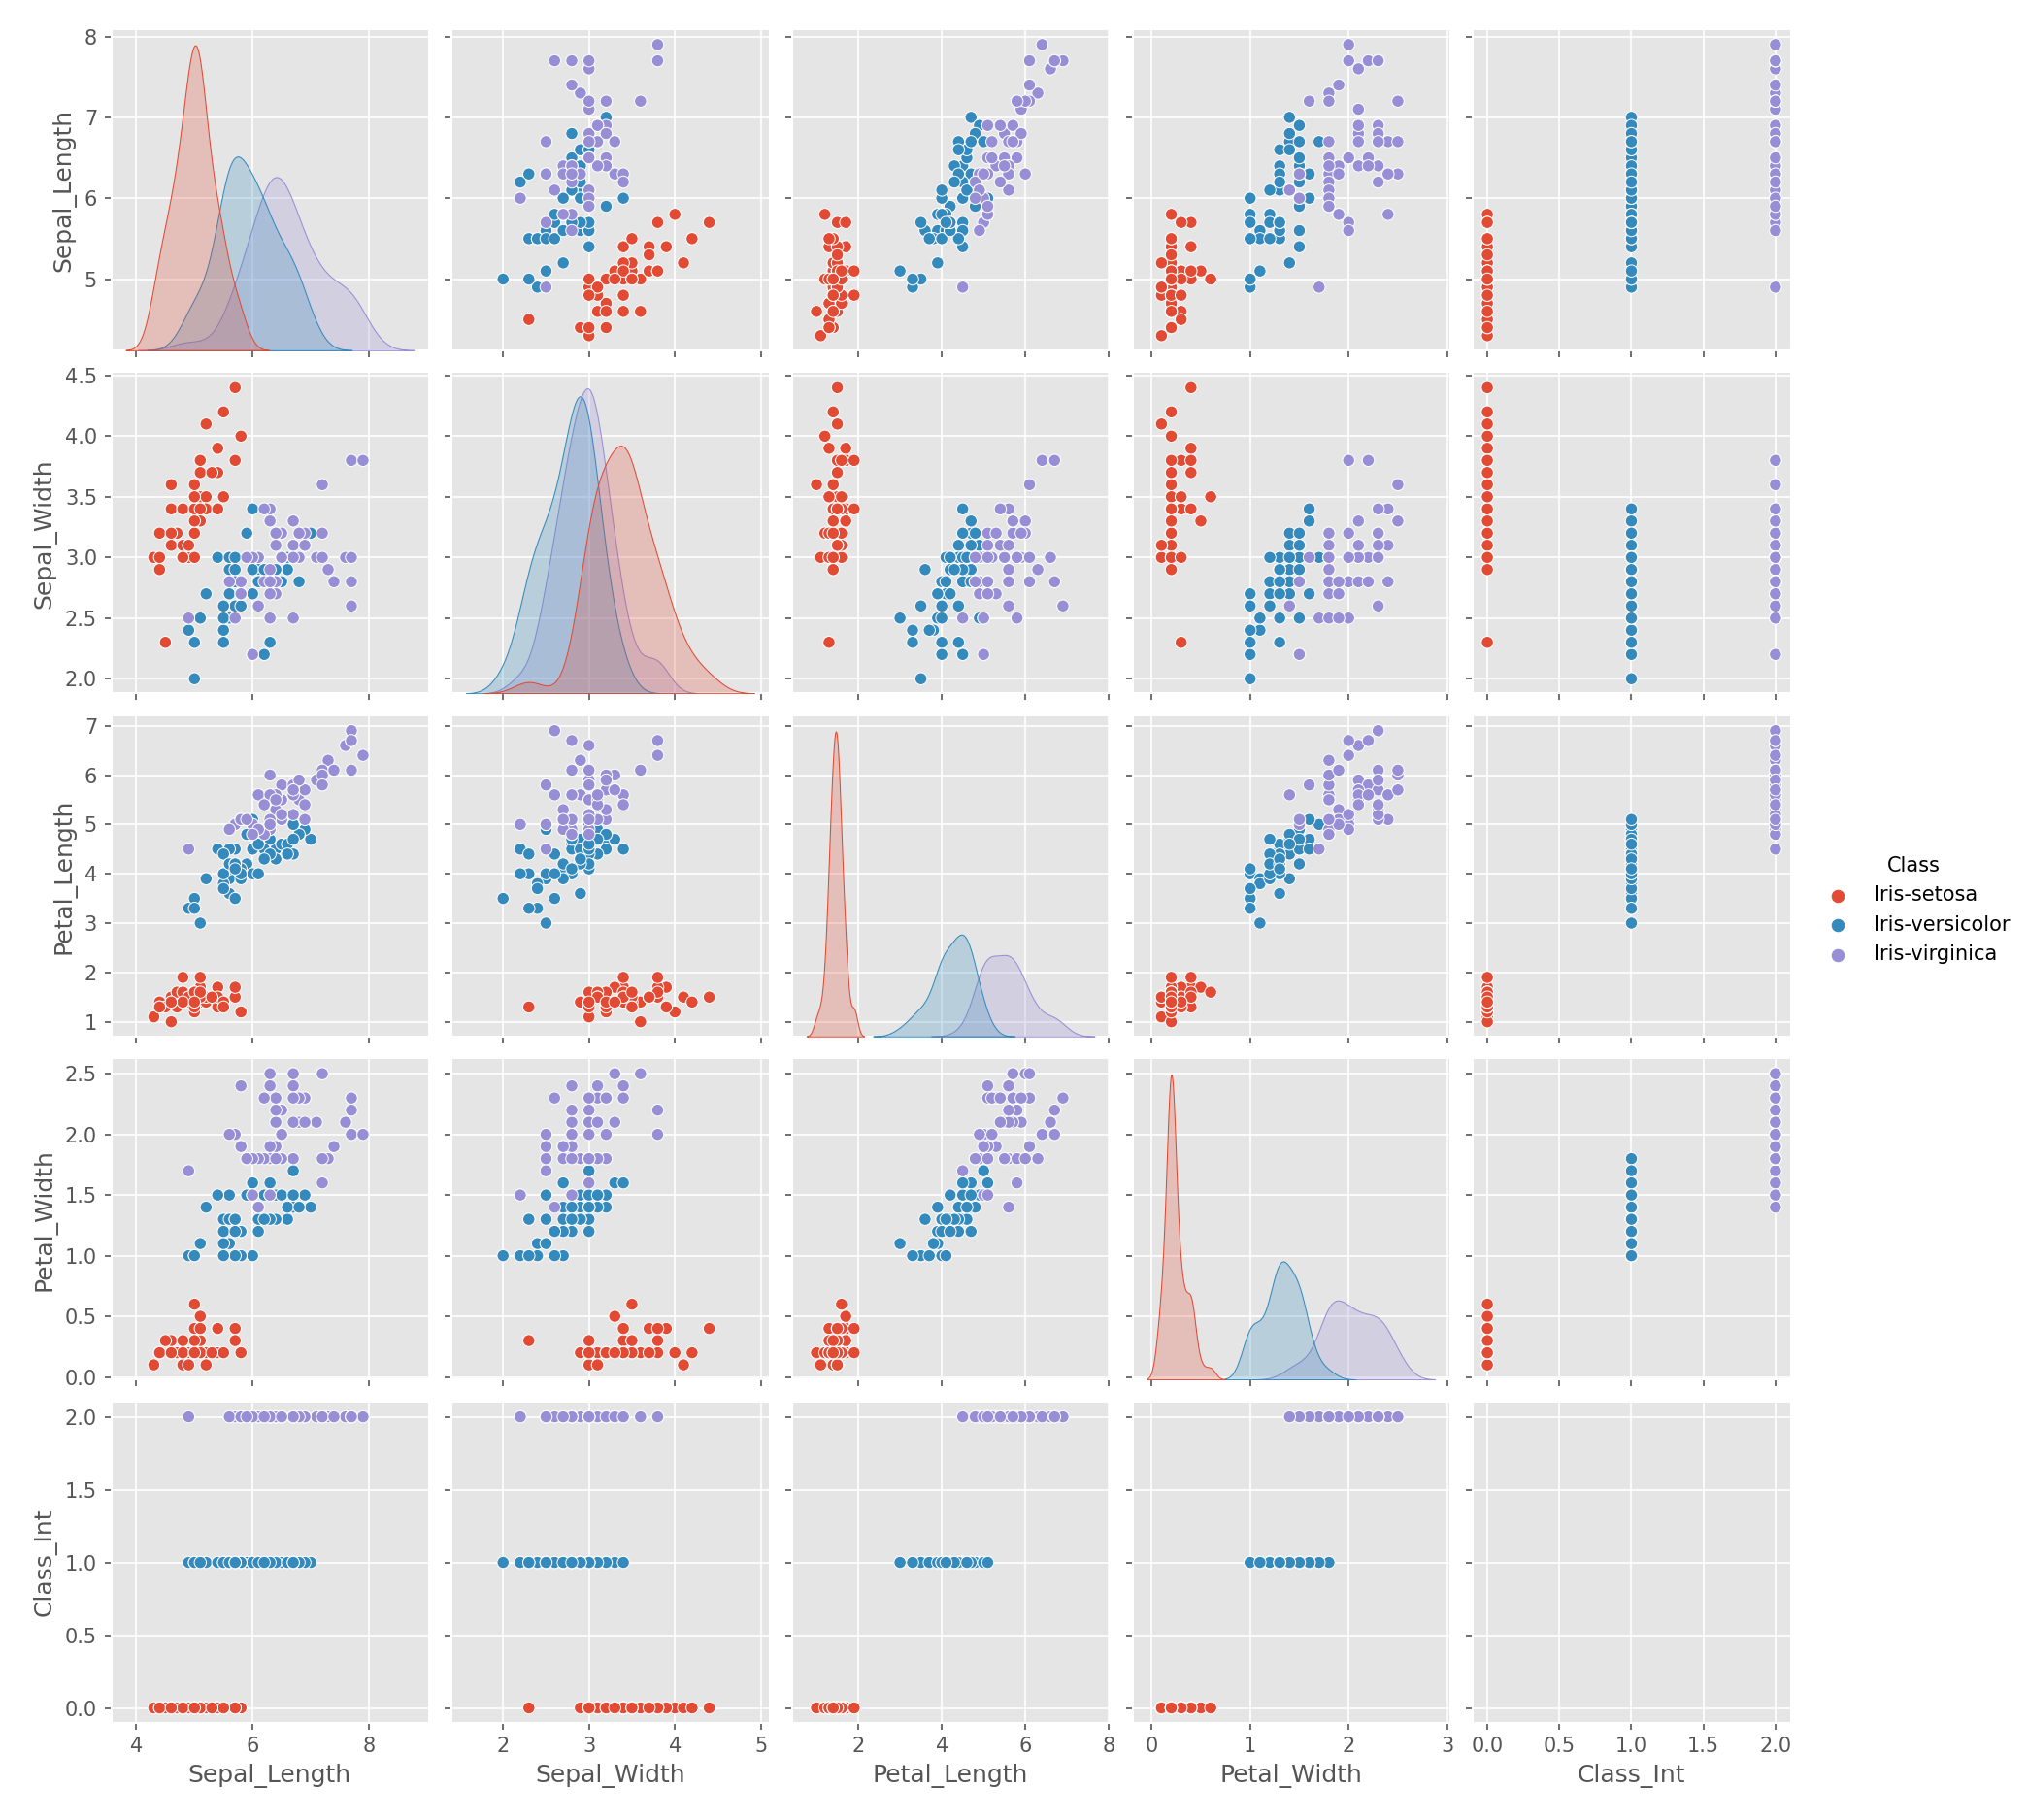 8
7
6
5
Sepal_Length
4.5
4.0
3.5
3.0
2.5
2.0
Sepal_Width
7
6
5
4
3
2
1
Petal_Length
2.5
2.0
1.5
1.0
0.5
0.0
Petal_Width
2.0
1.5
1.0
0.5
0.0
Class_Int
4 6 8
Sepal_Length
2 3 4 5
Sepal_Width
2 4 6 8
Petal_Length
0 1 2 3
Petal_Width
0.0 0.5 1.0 1.5 2.0
Class_Int
Class
Iris-setosa
Iris-versicolor
Iris-virginica